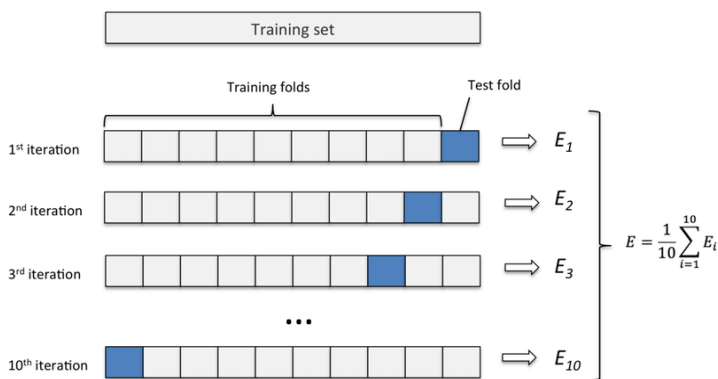 Training set
Training folds
Test fold
1st iteration
E1
2nd iteration
E2
3rd iteration
E3
E = 1/10 10∑i=1 Ei
...
10th iteration
E10